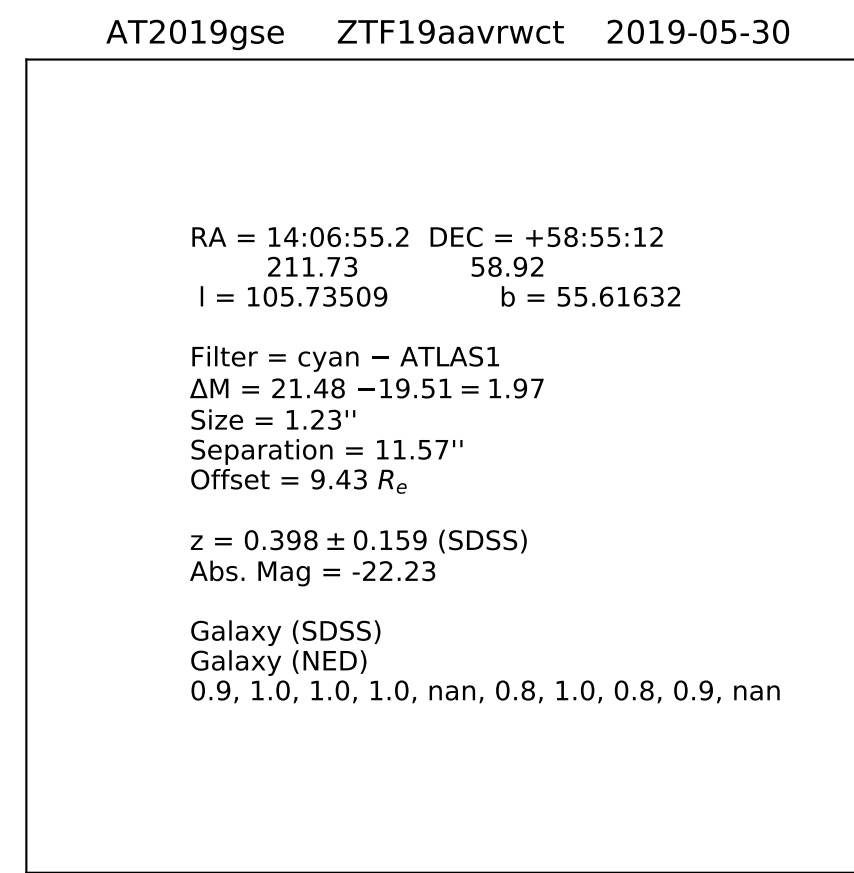 AT2019gse ZTF19aavrwct 2019-05-30
RA = 14:06:55.2 DEC = +58:55:12
211.73 58.92
l = 105.73509 b = 55.61632
Filter = cyan − ATLAS1
ΔM = 21.48 −19.51 = 1.97
Size = 1.23''
Separation = 11.57''
Offset = 9.43 Re
z = 0.398 ± 0.159 (SDSS)
Abs. Mag = -22.23
Galaxy (SDSS)
Galaxy (NED)
0.9, 1.0, 1.0, 1.0, nan, 0.8, 1.0, 0.8, 0.9, nan